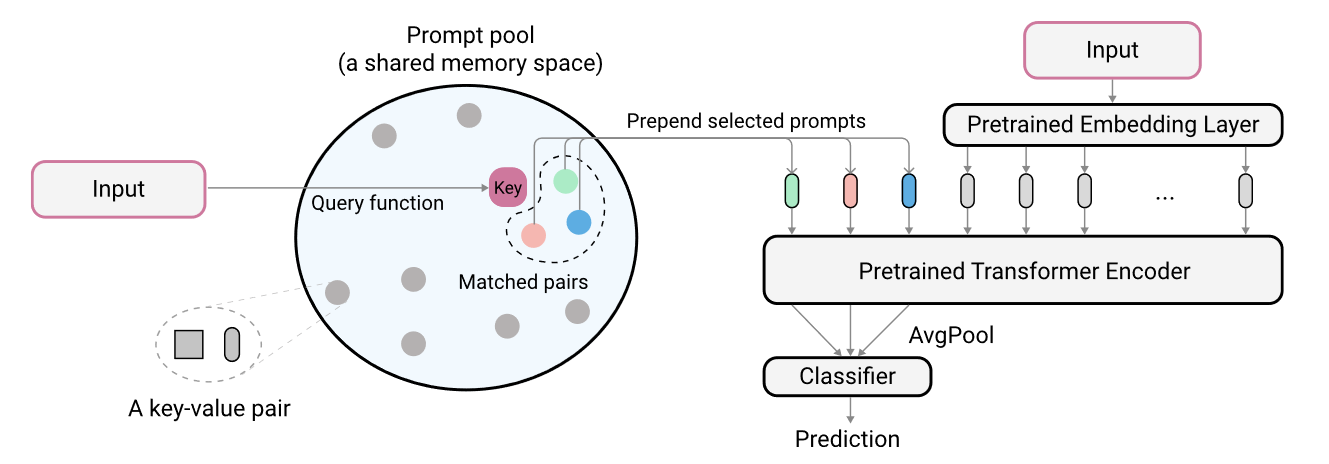 Prompt pool
(a shared memory space)
Input
Query function
Key
Matched pairs
A key-value pair
Prepend selected prompts
Input
Pretrained Embedding Layer
...
Pretrained Transformer Encoder
AvgPool
Classifier
Prediction